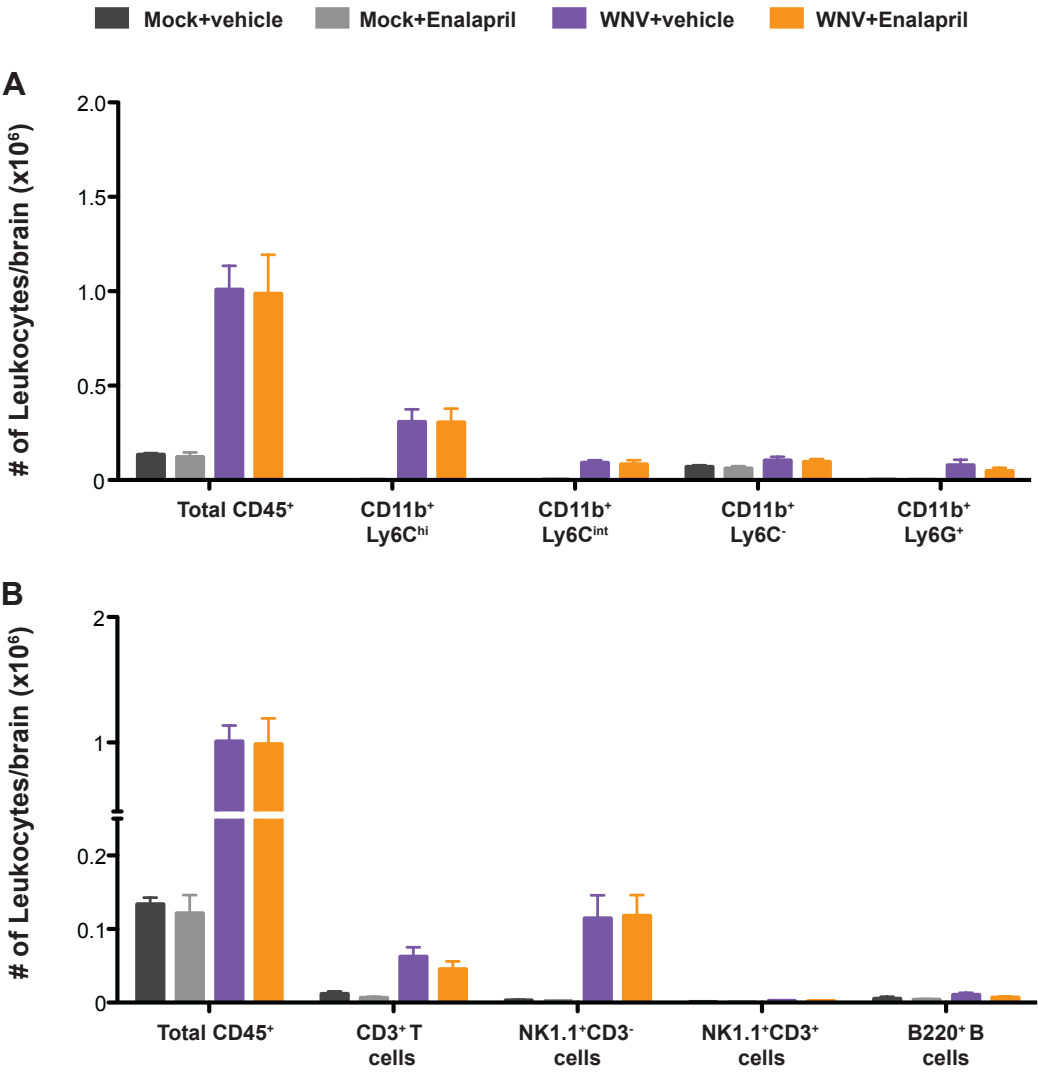 Mock+vehicle Mock+Enalapril WNV+vehicle WNV+Enalapril
A
# of Leukocytes/brain (x10⁶)
2.0
1.5
1.0
0.5
0
Total CD45⁺ CD11b⁺ CD11b⁺ CD11b⁺ CD11b⁺
Ly6Cʰⁱ Ly6Cⁱⁿᵗ Ly6C⁻ Ly6G⁺
B
# of Leukocytes/brain (x10⁶)
2
1
0.2
0.1
0
Total CD45⁺ CD3⁺ T NK1.1⁺CD3⁻ NK1.1⁺CD3⁺ B220⁺ B
cells cells cells cells